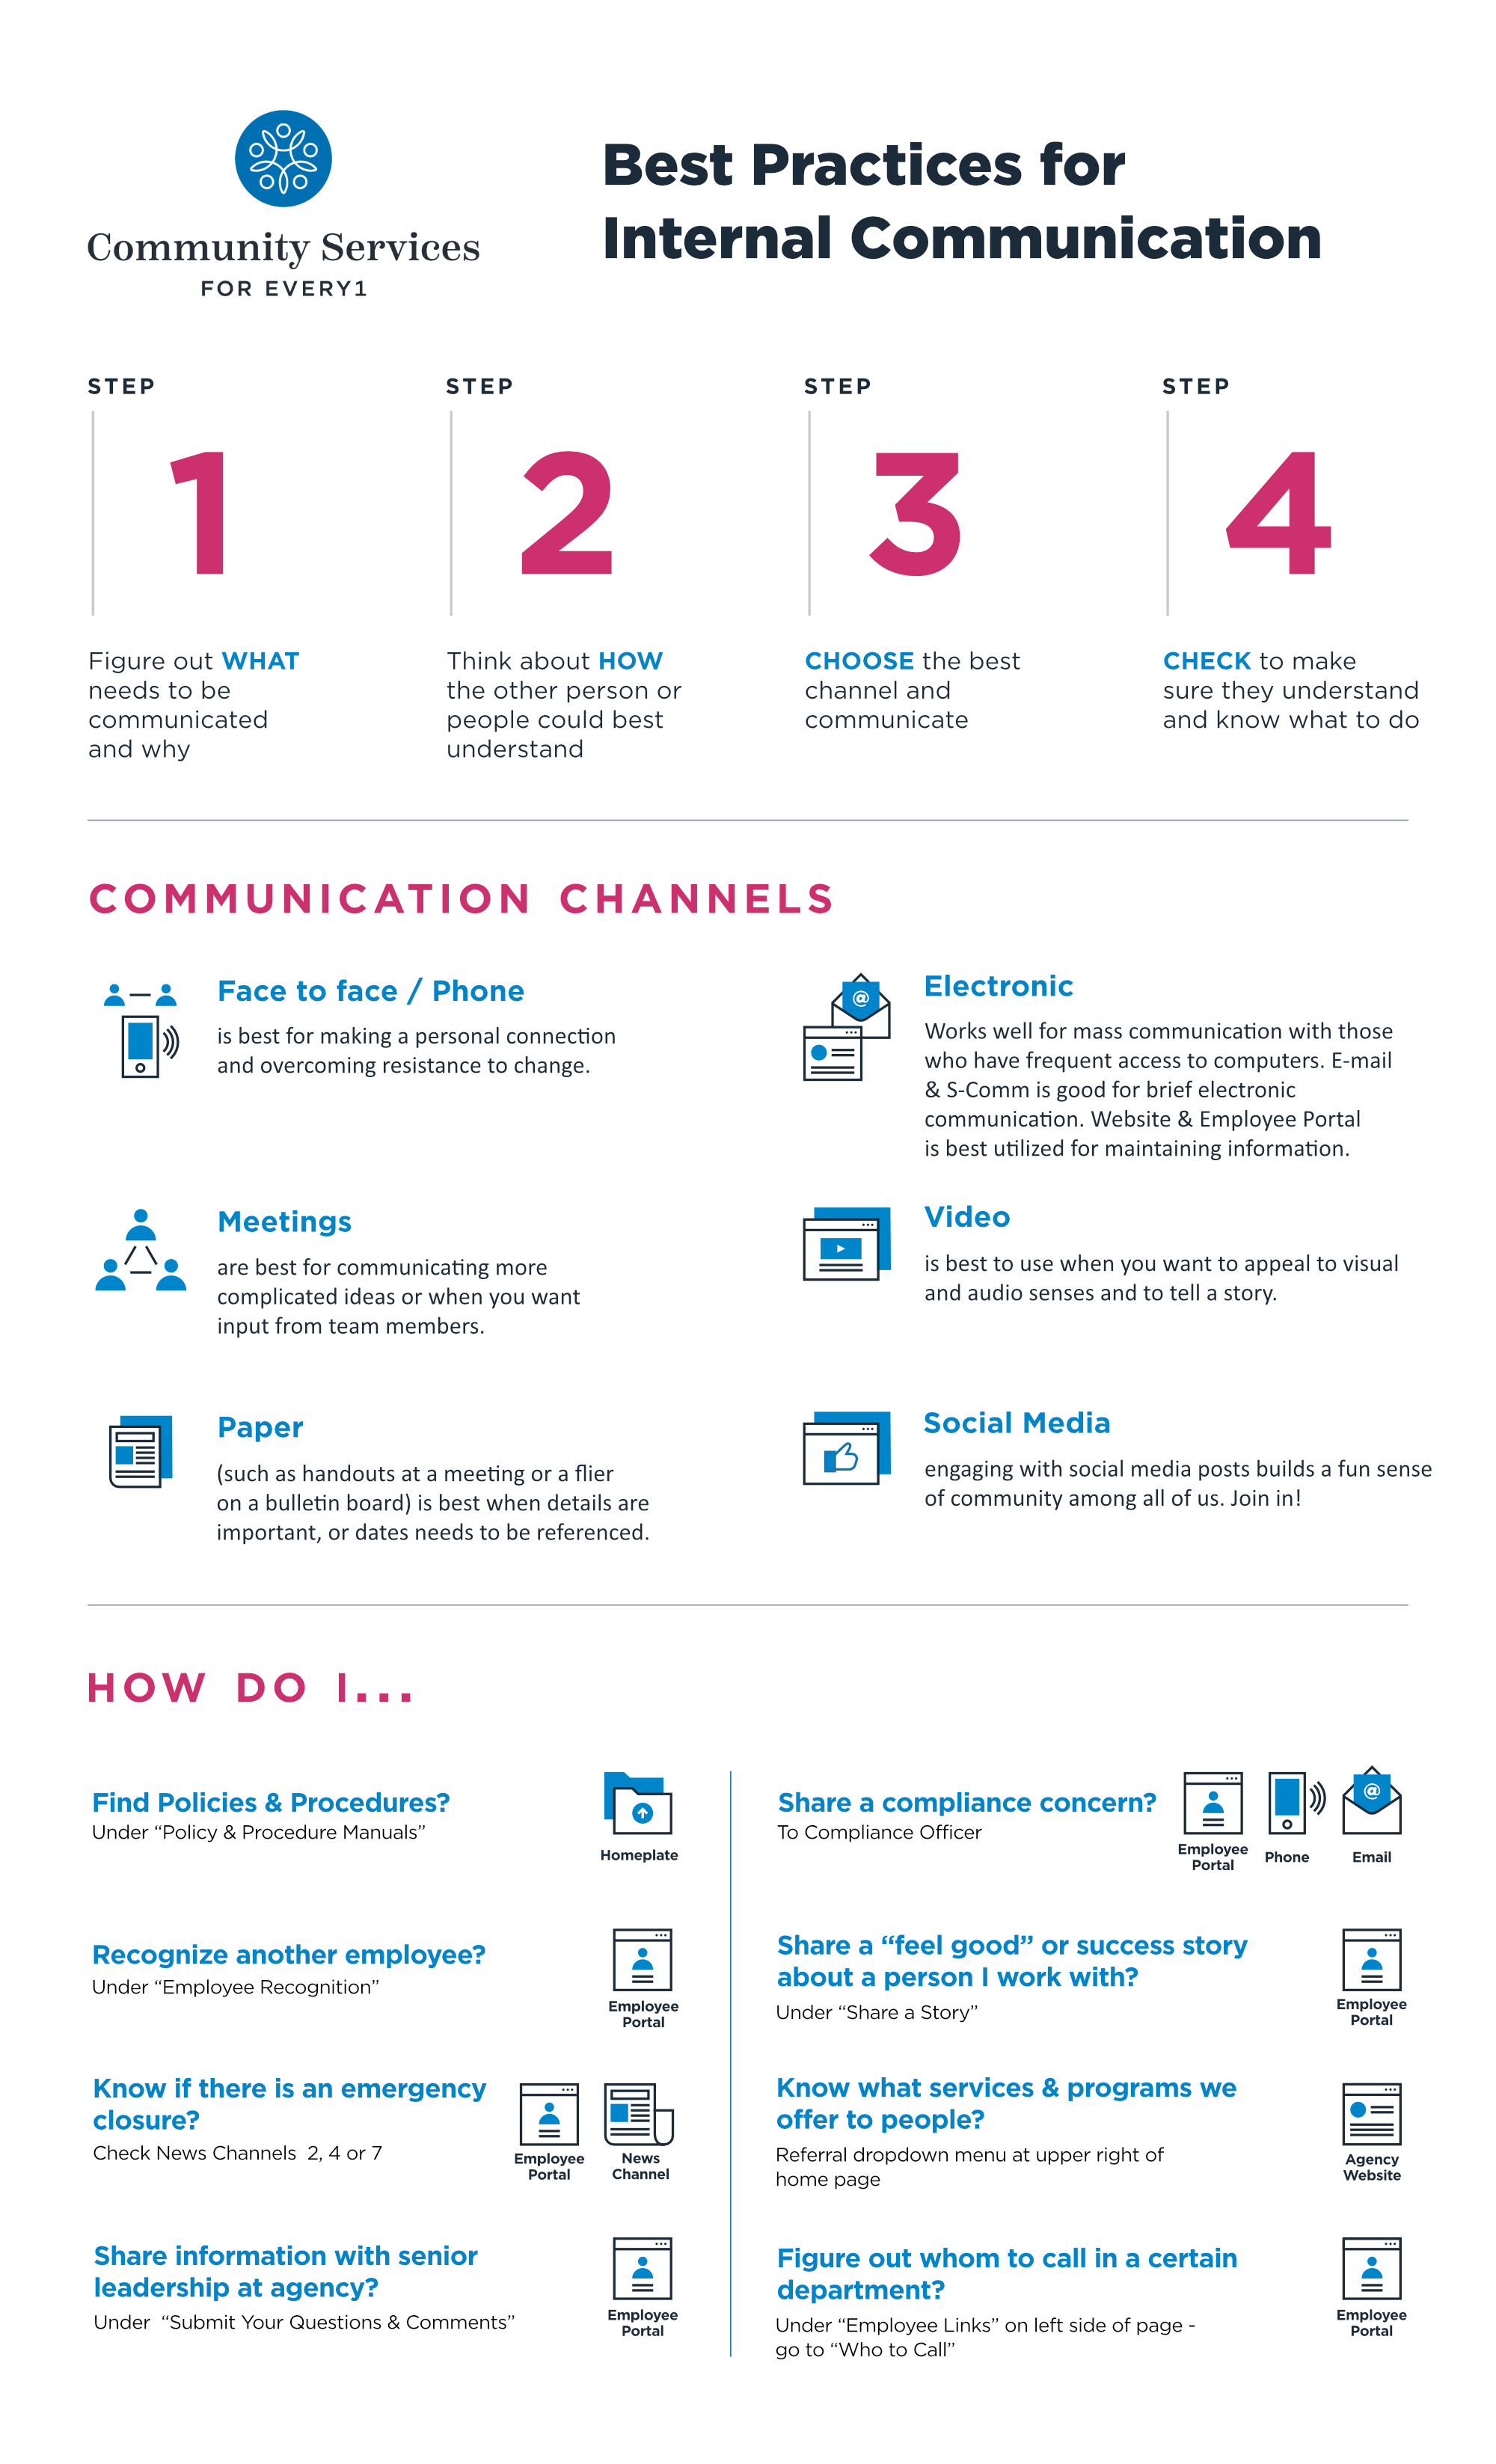 Community Services
FOR EVERY1
Best Practices for
Internal Communication
STEP
1
Figure out WHAT
needs to be
communicated
and why
STEP
2
Think about HOW
the other person or
people could best
understand
STEP
3
CHOOSE the best
channel and
communicate
STEP
4
CHECK to make
sure they understand
and know what to do
COMMUNICATION CHANNELS
Face to face / Phone
is best for making a personal connection
and overcoming resistance to change.
@
Electronic
Works well for mass communication with those
who have frequent access to computers. E-mail
& S-Comm is good for brief electronic
communication. Website & Employee Portal
is best utilized for maintaining information.
Meetings
are best for communicating more
complicated ideas or when you want
input from team members.
Video
is best to use when you want to appeal to visual
and audio senses and to tell a story.
Paper
(such as handouts at a meeting or a flier
on a bulletin board) is best when details are
important, or dates needs to be referenced.
Social Media
engaging with social media posts builds a fun sense
of community among all of us. Join in!
HOW DO I...
Find Policies & Procedures?
Under “Policy & Procedure Manuals”
Homeplate
Recognize another employee?
Under “Employee Recognition”
Employee
Portal
Know if there is an emergency
closure?
Check News Channels 2, 4 or 7
Employee
Portal
News
Channel
Share information with senior
leadership at agency?
Under “Submit Your Questions & Comments”
Employee
Portal
Share a compliance concern?
To Compliance Officer
Employee
Portal
Phone
@
Email
Share a “feel good” or success story
about a person I work with?
Under “Share a Story”
Employee
Portal
Know what services & programs we
offer to people?
Referral dropdown menu at upper right of
home page
Agency
Website
Figure out whom to call in a certain
department?
Under “Employee Links” on left side of page -
go to “Who to Call”
Employee
Portal